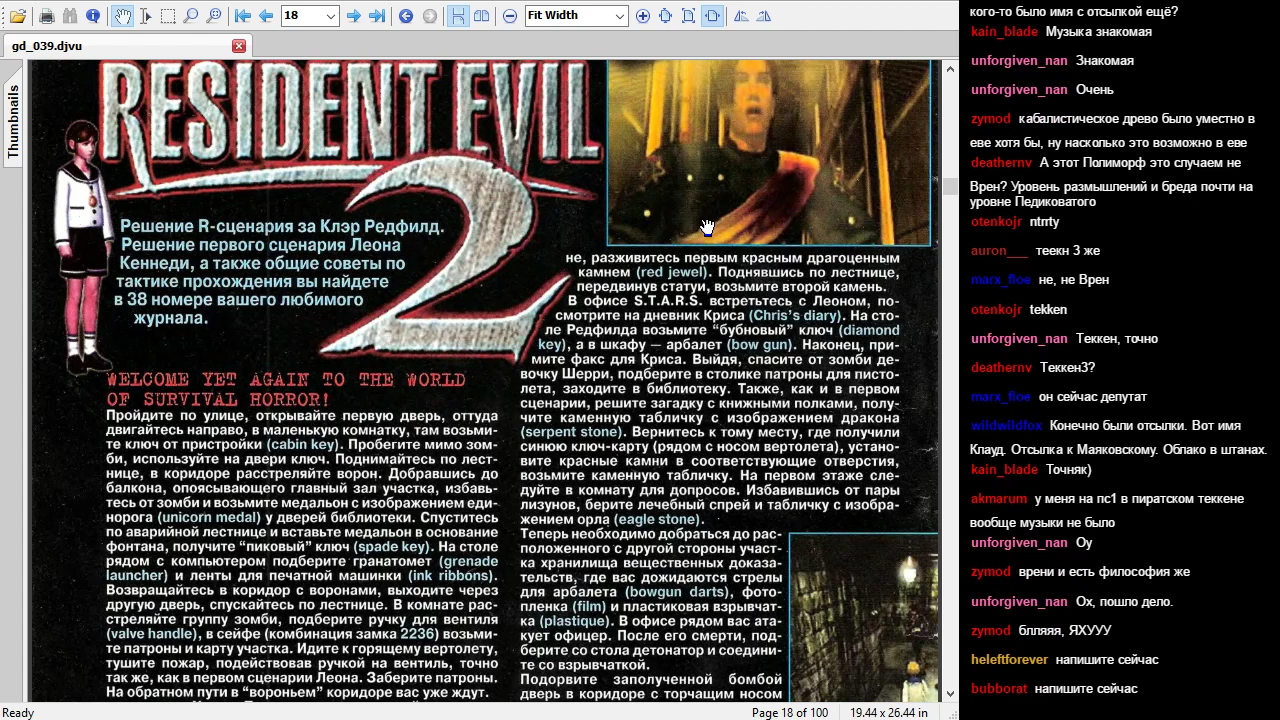 18
Fit Width
gd_039.djvu
Thumbnails
RESIDENT EVIL
2
Решение R-сценария за Клэр Редфилд.
Решение первого сценария Леона
Кеннеди, а также общие советы по
тактике прохождения вы найдете
в 38 номере вашего любимого
журнала.
WELCOME YET AGAIN TO THE WORLD
OF SURVIVAL HORROR!
Пройдите по улице, открывайте первую дверь, оттуда
двигайтесь направо, в маленькую комнатку, там возьми-
те ключ от пристройки (cabin key). Пробегите мимо зом-
би, используйте на двери ключ. Поднимайтесь по лест-
нице, в коридоре расстреляйте ворон. Добравшись до
балкона, опоясывающего главный зал участка, избавь-
тесь от зомби и возьмите медальон с изображением еди-
норога (unicorn medal) у дверей библиотеки. Спуститесь
по аварийной лестнице и вставьте медальон в основание
фонтана, получите “пиковый” ключ (spade key). На столе
рядом с компьютером подберите гранатомет (grenade
launcher) и ленты для печатной машинки (ink ribbons).
Возвращайтесь в коридор с воронами, выходите через
другую дверь, спускайтесь по лестнице. В комнате рас-
стреляйте группу зомби, подберите ручку для вентиля
(valve handle), в сейфе (комбинация замка 2236) возьми-
те патроны и карту участка. Идите к горящему вертолету,
тушите пожар, подействовав ручкой на вентиль, точно
так же, как в первом сценарии Леона. Заберите патроны.
На обратном пути в “вороньем” коридоре вас уже ждут.
не, разживитесь первым красным драгоценным
камнем (red jewel). Поднявшись по лестнице,
передвинув статуи, возьмите второй камень.
В офисе S.T.A.R.S. встретьтесь с Леоном, по-
смотрите на дневник Криса (Chris's diary). На сто-
ле Редфилда возьмите “бубновый” ключ (diamond
key), а в шкафу — арбалет (bow gun). Наконец, при-
мите факс для Криса. Выйдя, спасите от зомби де-
вочку Шерри, подберите в столике патроны для писто-
лета, заходите в библиотеку. Также, как и в первом
сценарии, решите загадку с книжными полками, полу-
чите каменную табличку с изображением дракона
(serpent stone). Вернитесь к тому месту, где получили
синюю ключ-карту (рядом с носом вертолета), устано-
вите красные камни в соответствующие отверстия,
возьмите каменную табличку. На первом этаже сле-
дуйте в комнату для допросов. Избавившись от пары
лизунов, берите лечебный спрей и табличку с изобра-
жением орла (eagle stone).
Теперь необходимо добраться до рас-
положенного с другой стороны участ-
ка хранилища вещественных доказа-
тельств, где вас дожидаются стрелы
для арбалета (bowgun darts), фото-
пленка (film) и пластиковая взрывчат-
ка (plastique). В офисе рядом вас ата-
кует офицер. После его смерти, под-
берите со стола детонатор и соедини-
те со взрывчаткой.
Подорвите заполученной бомбой
дверь в коридоре с торчащим носом
Ready
Page 18 of 100
19.44 x 26.44 in
кого-то было имя с отсылкой ещё?
kain_blade Музыка знакомая
unforgiven_nan Знакомая
unforgiven_nan Очень
zymod кабалистическое древо было уместно в
еве хотя бы, ну насколько это возможно в еве
deathernv А этот Полиморф это случаем не
Врен? Уровень размышлений и бреда почти на
уровне Педиковатого
otenkojr ntrrty
auron___ теекн 3 же
marx_floe не, не Врен
otenkojr tekken
unforgiven_nan Теккен, точно
deathernv Теккен3?
marx_floe он сейчас депутат
wildwildfox Конечно были отсылки. Вот имя
Клауд. Отсылка к Маяковскому. Облако в штанах.
kain_blade Точняк)
akmarum у меня на пс1 в пиратском теккене
вообще музыки не было
unforgiven_nan Оу
zymod врени и есть философия же
unforgiven_nan Ох, пошло дело.
zymod блляяя, ЯХУУУ
heleftforever напишите сейчас
bubborat напишите сейчас